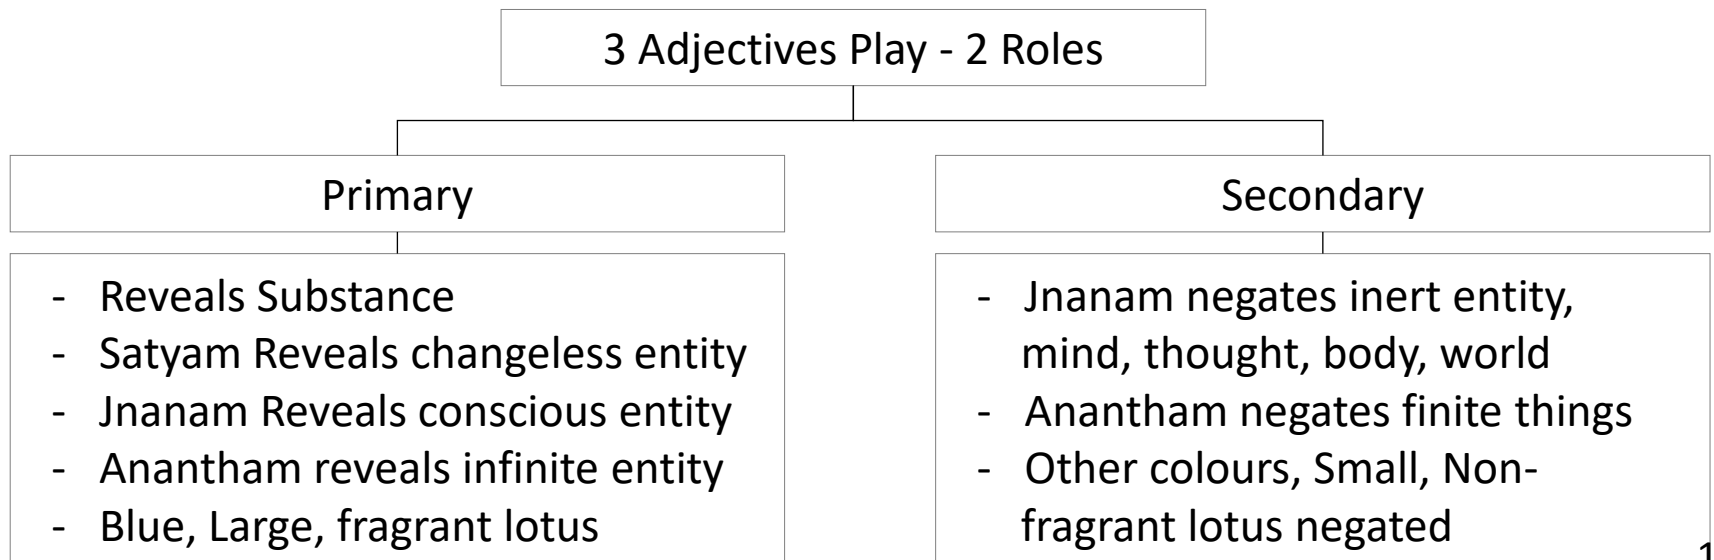 3 Adjectives Play - 2 Roles
Primary
- Reveals Substance
- Satyam Reveals changeless entity
- Jnanam Reveals conscious entity
- Anantham reveals infinite entity
- Blue, Large, fragrant lotus
Secondary
- Jnanam negates inert entity,
mind, thought, body, world
- Anantham negates finite things
- Other colours, Small, Non-
fragrant lotus negated